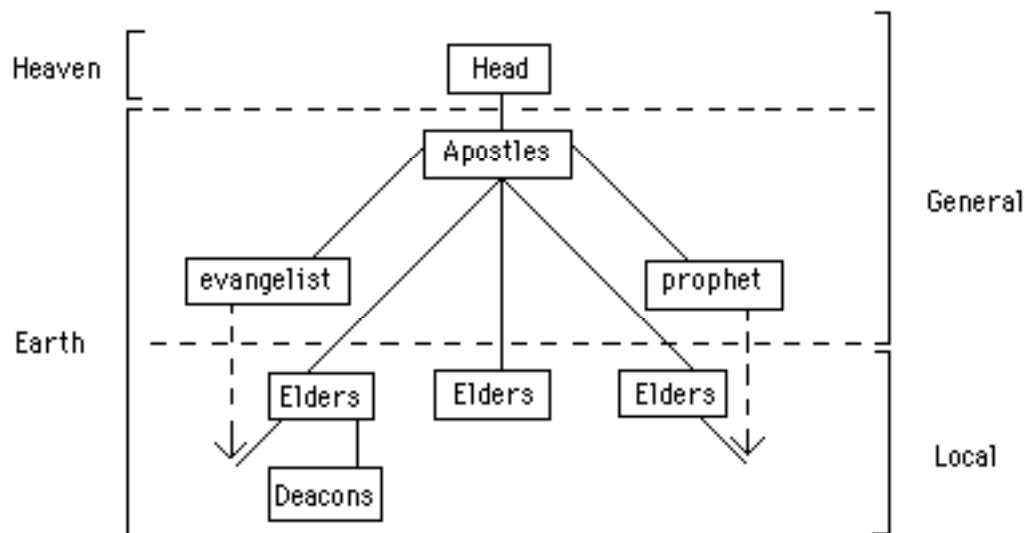 Heaven
Head
Apostles
General
evangelist
prophet
Earth
Elders
Elders
Elders
Local
Deacons